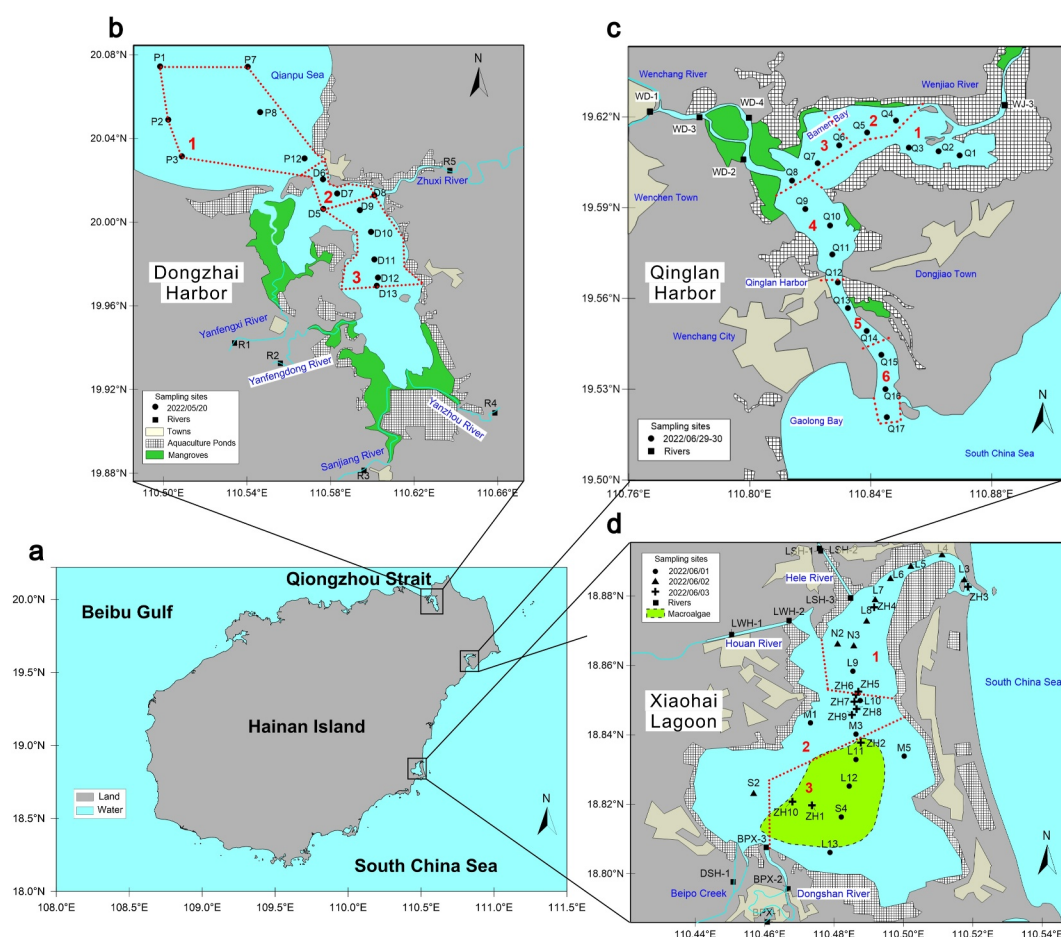 b
20.08°N
20.04°N
20.00°N
19.96°N
19.92°N
19.88°N
110.50°E
110.54°E
110.58°E
110.62°E
110.66°E
P1
P7
Qianpu Sea
N
P2
P8
1
P3
P12
R5
D6
Zhuxi River
D7
D8
2
D5
D9
D10
D11
3
D12
D13
Dongzhai
Harbor
Yanfengxi River
R1
R2
Yanfengdong River
R4
Yanzhou River
Sanjiang River
R3
Sampling sites
2022/05/20
Rivers
Towns
Aquaculture Ponds
Mangroves
c
19.62°N
19.59°N
19.56°N
19.53°N
19.50°N
110.76°E
110.80°E
110.84°E
110.88°E
Wenchang River
Wenjiao River
WD-1
WD-4
WD-3
WJ-3
WD-2
Bamen Bay
2
Q4
Q5
1
3
Q6
Q3
Q2
Q1
Q7
Q8
Wenchen Town
Q9
Q10
4
Q11
Qinglan
Harbor
Dongjiao Town
Q12
Qinglan Harbor
Q13
Wenchang City
5
Q14
Q15
6
Q16
Gaolong Bay
Q17
N
South China Sea
Sampling sites
2022/06/29-30
Rivers
a
20.0°N
19.5°N
19.0°N
18.5°N
18.0°N
108.0°E
108.5°E
109.0°E
109.5°E
110.0°E
110.5°E
111.0°E
111.5°E
Qiongzhou Strait
Beibu Gulf
Hainan Island
Land
Water
N
South China Sea
d
18.88°N
18.86°N
18.84°N
18.82°N
18.80°N
110.44°E
110.46°E
110.48°E
110.50°E
110.52°E
110.54°E
Sampling sites
2022/06/01
2022/06/02
2022/06/03
Rivers
Macroalgae
LSH-1
LSH-2
L4
L5
Hele River
L6
L3
ZH3
L7
LSH-3
ZH4
L8
LWH-2
LWH-1
N2
N3
Houan River
1
L9
South China Sea
ZH6
ZH5
ZH7
L10
Xiaohai
Lagoon
M1
ZH9
ZH8
M3
2
ZH2
L11
M5
S2
3
L12
ZH10
ZH1
S4
BPX-3
L13
DSH-1
BPX-2
Beipo Creek
Dongshan River
BPX-1
N